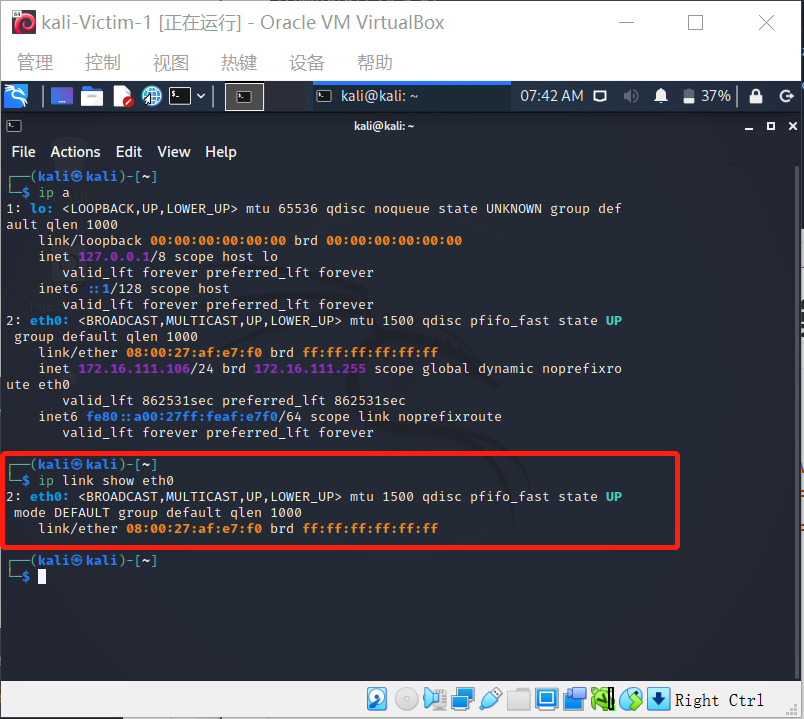 kali-Victim-1 [正在运行] - Oracle VM VirtualBox
管理 控制 视图 热键 设备 帮助
kali@kali: ~ 07:42 AM 37%
kali@kali: ~
File Actions Edit View Help
┌──(kali㉿kali)-[~]
└─$ ip a
1: lo: <LOOPBACK,UP,LOWER_UP> mtu 65536 qdisc noqueue state UNKNOWN group def
ault qlen 1000
link/loopback 00:00:00:00:00:00 brd 00:00:00:00:00:00
inet 127.0.0.1/8 scope host lo
valid_lft forever preferred_lft forever
inet6 ::1/128 scope host
valid_lft forever preferred_lft forever
2: eth0: <BROADCAST,MULTICAST,UP,LOWER_UP> mtu 1500 qdisc pfifo_fast state UP
group default qlen 1000
link/ether 08:00:27:af:e7:f0 brd ff:ff:ff:ff:ff:ff
inet 172.16.111.106/24 brd 172.16.111.255 scope global dynamic noprefixro
ute eth0
valid_lft 862531sec preferred_lft 862531sec
inet6 fe80::a00:27ff:feaf:e7f0/64 scope link noprefixroute
valid_lft forever preferred_lft forever
┌──(kali㉿kali)-[~]
└─$ ip link show eth0
2: eth0: <BROADCAST,MULTICAST,UP,LOWER_UP> mtu 1500 qdisc pfifo_fast state UP
mode DEFAULT group default qlen 1000
link/ether 08:00:27:af:e7:f0 brd ff:ff:ff:ff:ff:ff
┌──(kali㉿kali)-[~]
└─$
Right Ctrl